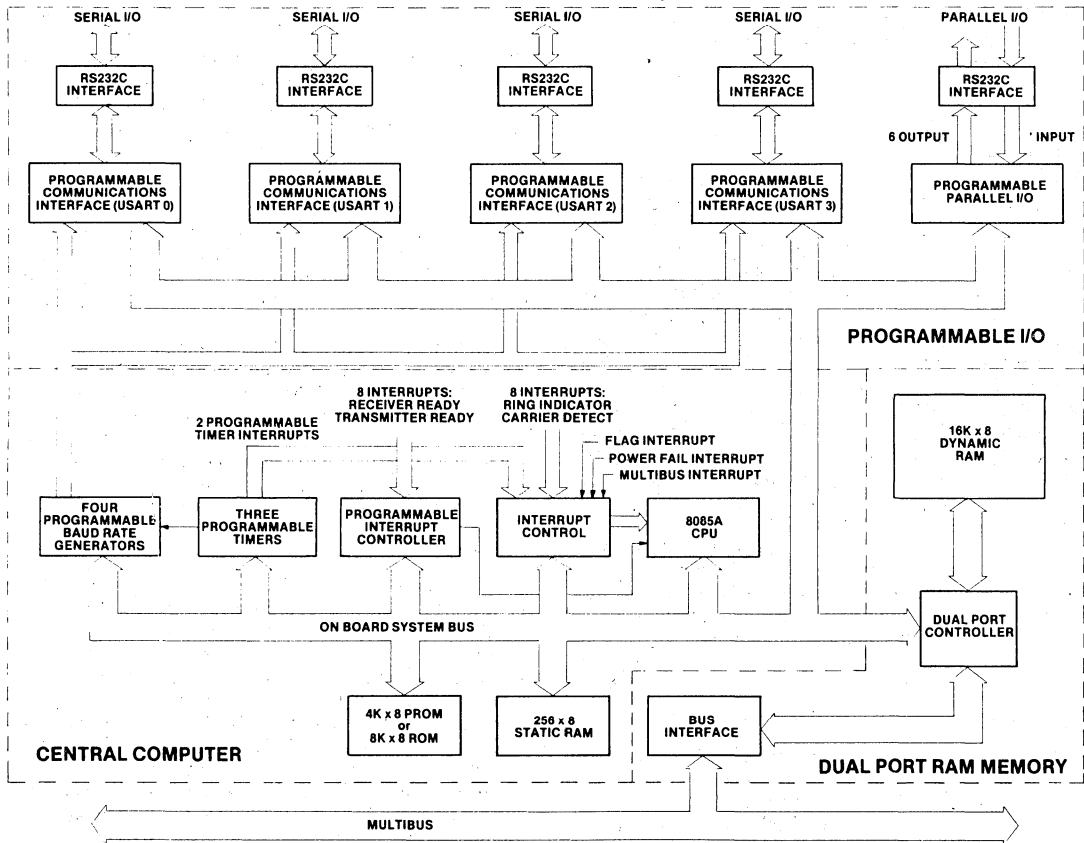 SERIAL I/O
SERIAL I/O
SERIAL I/O
SERIAL I/O
PARALLEL I/O
RS232C
INTERFACE
RS232C
INTERFACE
RS232C
INTERFACE
RS232C
INTERFACE
RS232C
INTERFACE
6 OUTPUT
INPUT
PROGRAMMABLE
COMMUNICATIONS
INTERFACE (USART 0)
PROGRAMMABLE
COMMUNICATIONS
INTERFACE (USART 1)
PROGRAMMABLE
COMMUNICATIONS
INTERFACE (USART 2)
PROGRAMMABLE
COMMUNICATIONS
INTERFACE (USART 3)
PROGRAMMABLE
PARALLEL I/O
PROGRAMMABLE I/O
2 PROGRAMMABLE
TIMER INTERRUPTS
8 INTERRUPTS:
RECEIVER READY
TRANSMITTER READY
8 INTERRUPTS:
RING INDICATOR
CARRIER DETECT
FLAG INTERRUPT
POWER FAIL INTERRUPT
MULTIBUS INTERRUPT
16K x 8
DYNAMIC
RAM
FOUR
PROGRAMMABLE
BAUD RATE
GENERATORS
THREE
PROGRAMMABLE
TIMERS
PROGRAMMABLE
INTERRUPT
CONTROLLER
INTERRUPT
CONTROL
8085A
CPU
ON BOARD SYSTEM BUS
DUAL PORT
CONTROLLER
4K x 8 PROM
or
8K x 8 ROM
256 x 8
STATIC RAM
BUS
INTERFACE
CENTRAL COMPUTER
DUAL PORT RAM MEMORY
MULTIBUS